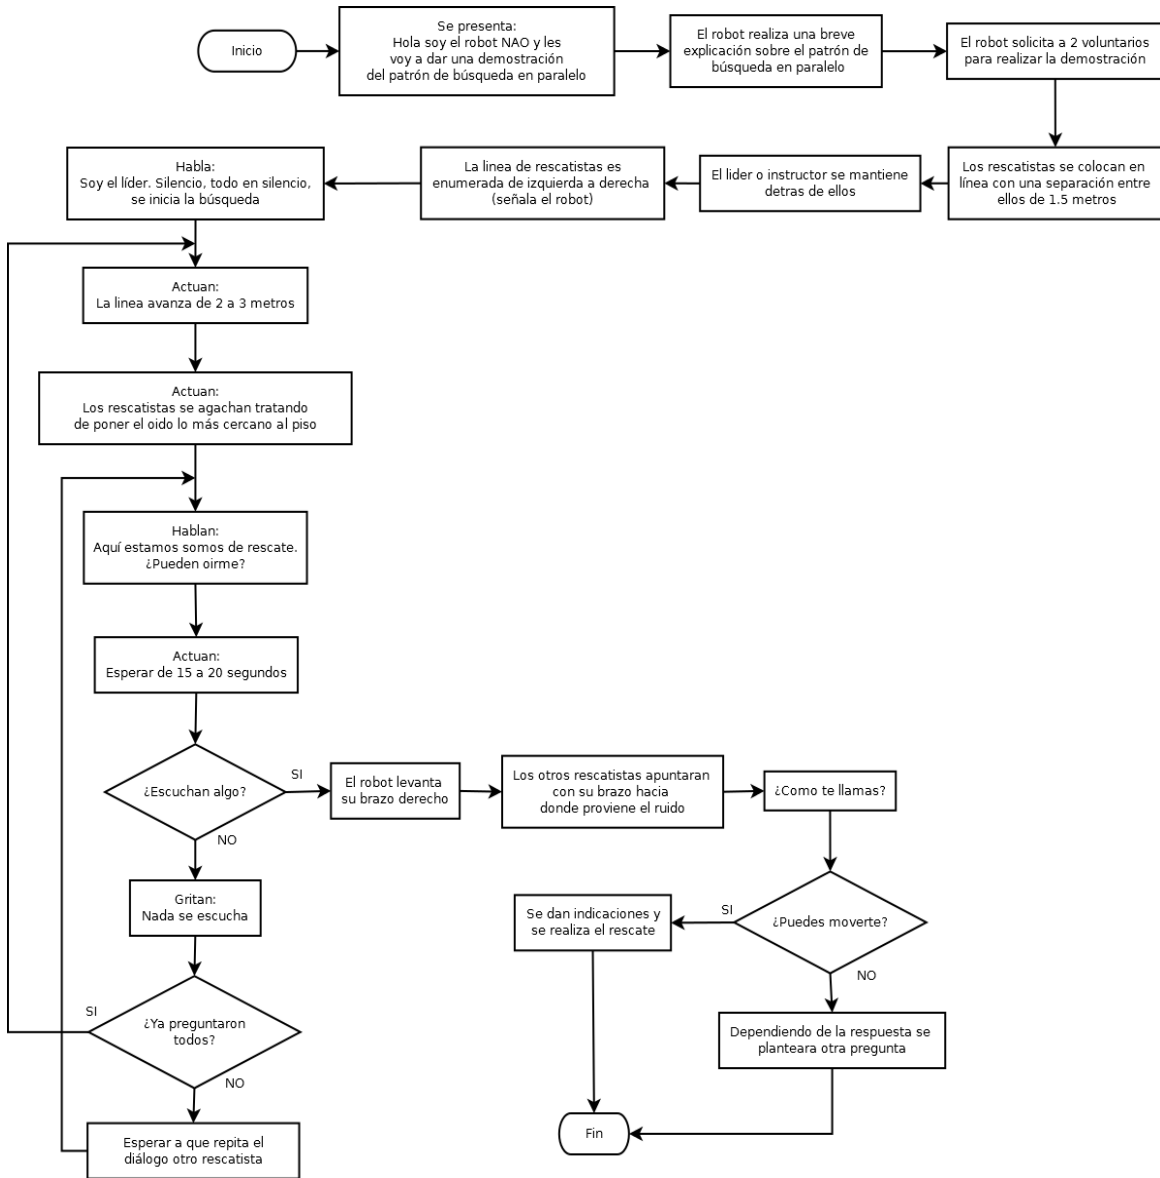 Inicio
Se presenta:
Hola soy el robot NAO y les
voy a dar una demostración
del patrón de búsqueda en paralelo
El robot realiza una breve
explicación sobre el patrón de
búsqueda en paralelo
El robot solicita a 2 voluntarios
para realizar la demostración
Los rescatistas se colocan en
línea con una separación entre
ellos de 1.5 metros
El lider o instructor se mantiene
detras de ellos
La linea de rescatistas es
enumerada de izquierda a derecha
(señala el robot)
Habla:
Soy el líder. Silencio, todo en silencio,
se inicia la búsqueda
Actuan:
La linea avanza de 2 a 3 metros
Actuan:
Los rescatistas se agachan tratando
de poner el oido lo más cercano al piso
Hablan:
Aquí estamos somos de rescate.
¿Pueden oirme?
Actuan:
Esperar de 15 a 20 segundos
¿Escuchan algo?
SI
El robot levanta
su brazo derecho
Los otros rescatistas apuntaran
con su brazo hacia
donde proviene el ruido
¿Como te llamas?
NO
Gritan:
Nada se escucha
¿Puedes moverte?
SI
Se dan indicaciones y
se realiza el rescate
NO
Dependiendo de la respuesta se
planteara otra pregunta
¿Ya preguntaron
todos?
SI
NO
Esperar a que repita el
diálogo otro rescatista
Fin